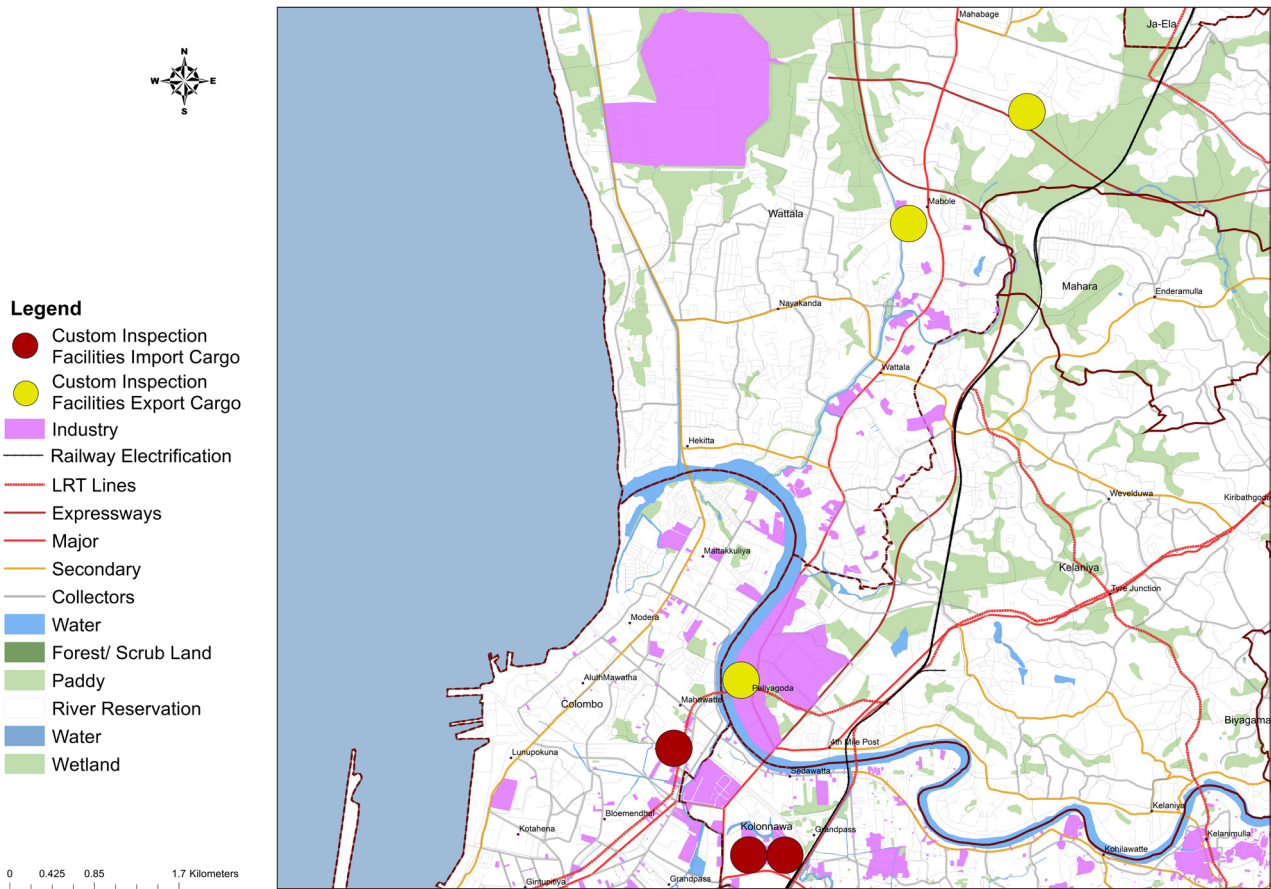 N
W E
S
Legend
Custom Inspection
Facilities Import Cargo
Custom Inspection
Facilities Export Cargo
Industry
Railway Electrification
LRT Lines
Expressways
Major
Secondary
Collectors
Water
Forest/ Scrub Land
Paddy
River Reservation
Water
Wetland
0 0.425 0.85 1.7 Kilometers
Mahabage
Ja-Ela
Mabole
Wattala
Mahara
Enderamulla
Nayakanda
Wattala
Hekitta
Wevelduwa
Kiribathgoda
Mattakkuliya
Kelaniya
Tyre Junction
Modera
AluthMawatha
Peliyagoda
Mahawatte
Colombo
Biyagama
4th Mile Post
Lunupokuna
Sedawatta
Kelaniya
Bloemendhal
Kotahena
Kolonnawa
Grandpass
Kelanimulla
Kohilawatte
Grandpass
Gintupitiya